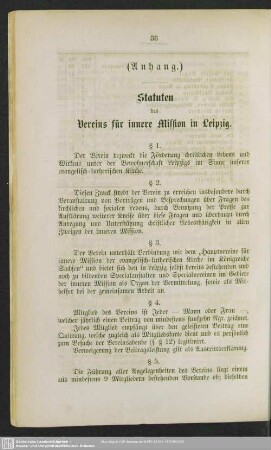 36
(Anhang.)
Statuten
des
Vereins für innere Mission in Leipzig.
§ 1.
Der Verein bezweckt die Förderung christlichen Lebens und
Wirkens unter der Bewohnerschaft Leipzigs im Sinne unserer
evangelisch-lutherischen Kirche.
§ 2.
Diesen Zweck strebt der Verein zu erreichen insbesondere durch
Veranstaltung von Vorträgen und Besprechungen über Fragen des
kirchlichen und socialen Lebens, durch Benutzung der Presse zur
Aufklärung weiterer Kreise über diese Fragen und überhaupt durch
Anregung und Unterstützung christlicher Liebesthätigkeit in allen
Zweigen der inneren Mission.
§ 3.
Der Verein unterhält Verbindung mit dem „Hauptvereine für
innere Mission der evangelisch-lutherischen Kirche im Königreiche
Sachsen" und bietet sich den in Leipzig selbst bereits bestehenden und
noch zu bildenden Specialanstalten und Specialvereinen im Gebiete
der inneren Mission als Organ der Vermittelung, sowie als Mit-
helfer bei der gemeinsamen Arbeit an.
§ 4.
Mitglied des Vereins ist Jeder — Mann oder Frau —,
welcher jährlich einen Beitrag von mindestens fünfzehn Ngr. zeichnet.
Jedes Mitglied empfängt über den geleisteten Beitrag eine
Quittung, welche zugleich als Mitgliedskarte dient und es persönlich
zum Besuche der Vereinsabende (§ 12) legitimirt.
Verweigerung der Beitragsleistung gilt als Austrittserklärung.
§ 5.
Die Führung aller Angelegenheiten des Vereins liegt einem
aus mindestens 9 Mitgliedern bestehenden Vorstande ob; dieselben